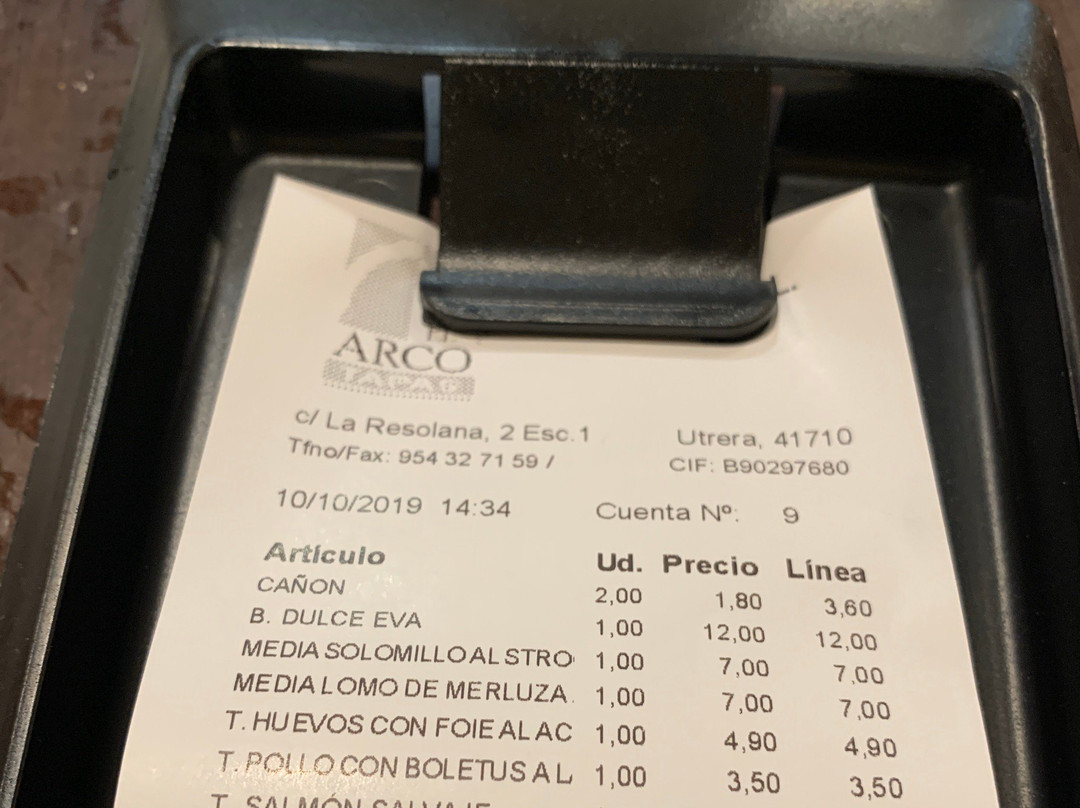 ARCO
TAPAS
c/ La Resolana, 2 Esc.1 Utrera, 41710
Tfno/Fax: 954 32 71 59 / CIF: B90297680
10/10/2019 14:34 Cuenta Nº: 9
Artículo Ud. Precio Línea
CAÑON 2,00 1,80 3,60
B. DULCE EVA 1,00 12,00 12,00
MEDIA SOLOMILLO AL STRO 1,00 7,00 7,00
MEDIA LOMO DE MERLUZA 1,00 7,00 7,00
T. HUEVOS CON FOIE AL AC 1,00 4,90 4,90
T. POLLO CON BOLETUS A L 1,00 3,50 3,50
T. SALMÓN SALVAJE